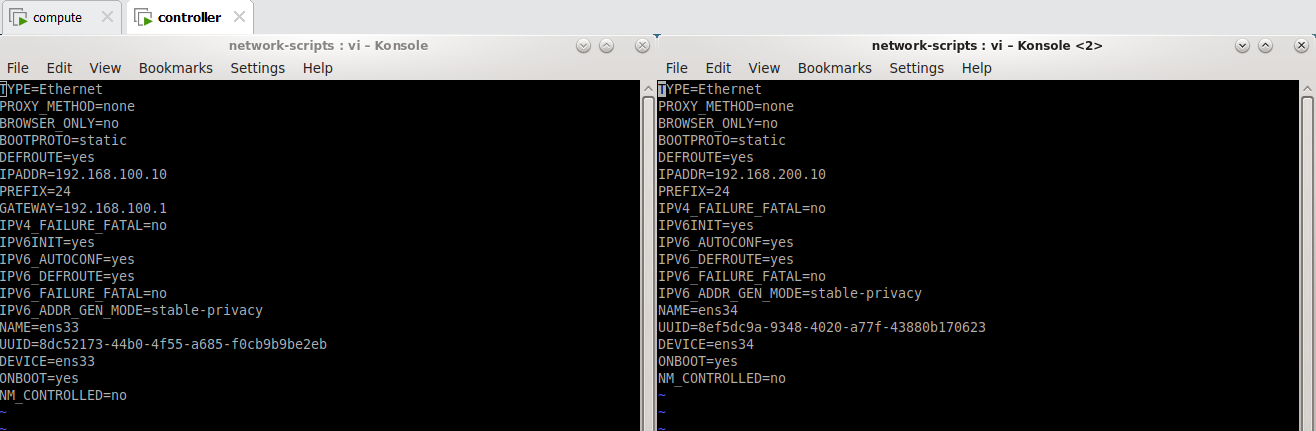 compute
controller
network-scripts : vi – Konsole
File Edit View Bookmarks Settings Help
TYPE=Ethernet
PROXY_METHOD=none
BROWSER_ONLY=no
BOOTPROTO=static
DEFROUTE=yes
IPADDR=192.168.100.10
PREFIX=24
GATEWAY=192.168.100.1
IPV4_FAILURE_FATAL=no
IPV6INIT=yes
IPV6_AUTOCONF=yes
IPV6_DEFROUTE=yes
IPV6_FAILURE_FATAL=no
IPV6_ADDR_GEN_MODE=stable-privacy
NAME=ens33
UUID=8dc52173-44b0-4f55-a685-f0cb9b9be2eb
DEVICE=ens33
ONBOOT=yes
NM_CONTROLLED=no
~
~
network-scripts : vi – Konsole <2>
File Edit View Bookmarks Settings Help
TYPE=Ethernet
PROXY_METHOD=none
BROWSER_ONLY=no
BOOTPROTO=static
DEFROUTE=yes
IPADDR=192.168.200.10
PREFIX=24
IPV4_FAILURE_FATAL=no
IPV6INIT=yes
IPV6_AUTOCONF=yes
IPV6_DEFROUTE=yes
IPV6_FAILURE_FATAL=no
IPV6_ADDR_GEN_MODE=stable-privacy
NAME=ens34
UUID=8ef5dc9a-9348-4020-a77f-43880b170623
DEVICE=ens34
ONBOOT=yes
NM_CONTROLLED=no
~
~
~